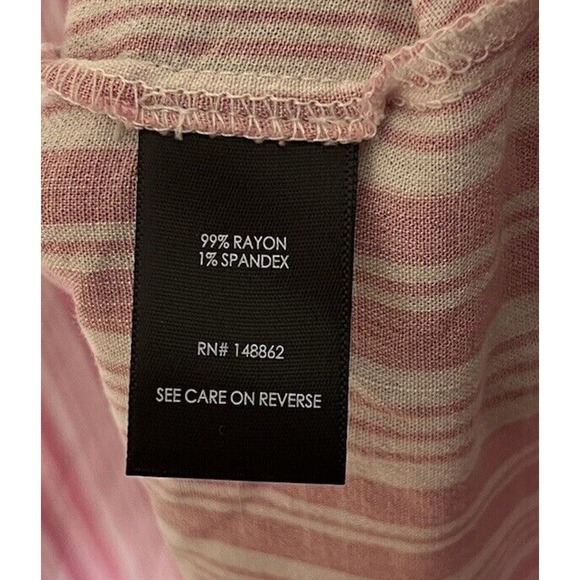 99% RAYON
1% SPANDEX
RN# 148862
SEE CARE ON REVERSE